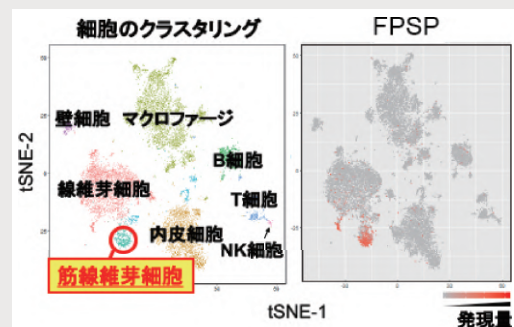 細胞のクラスタリング
FPSP
tSNE-2
壁細胞
マクロファージ
B細胞
線維芽細胞
T細胞
内皮細胞
NK細胞
筋線維芽細胞
tSNE-1
発現量